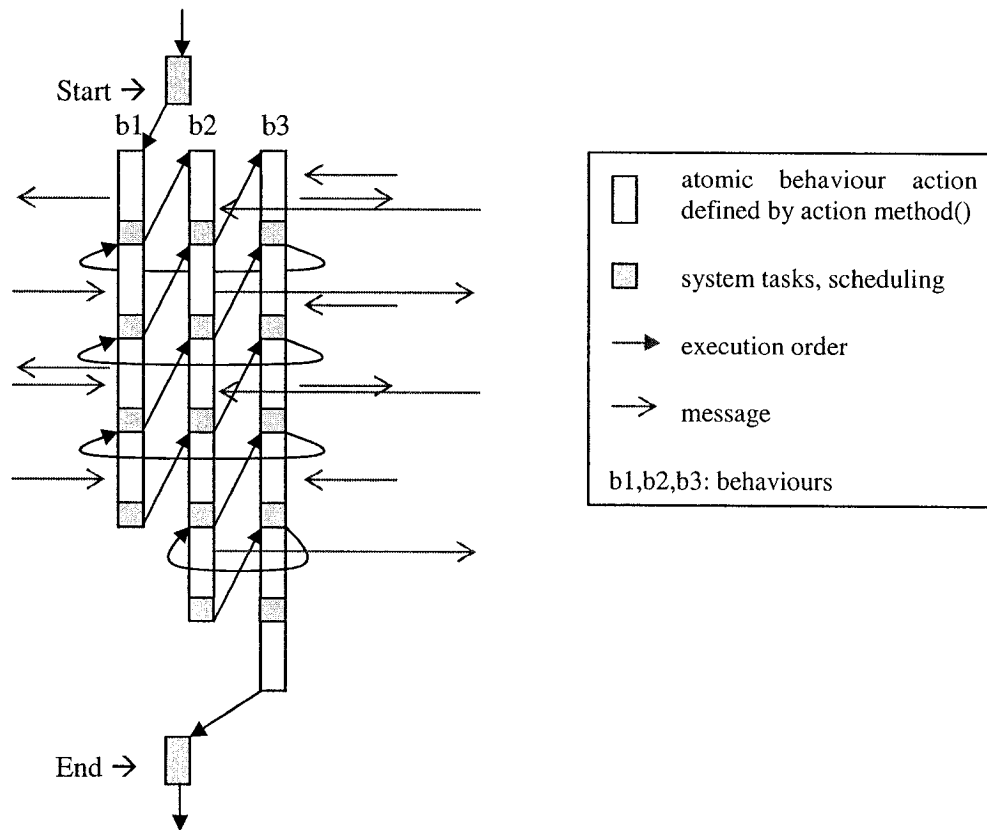 Start →
b1 b2 b3
atomic behaviour action
defined by action method()
system tasks, scheduling
execution order
message
b1,b2,b3: behaviours
End →